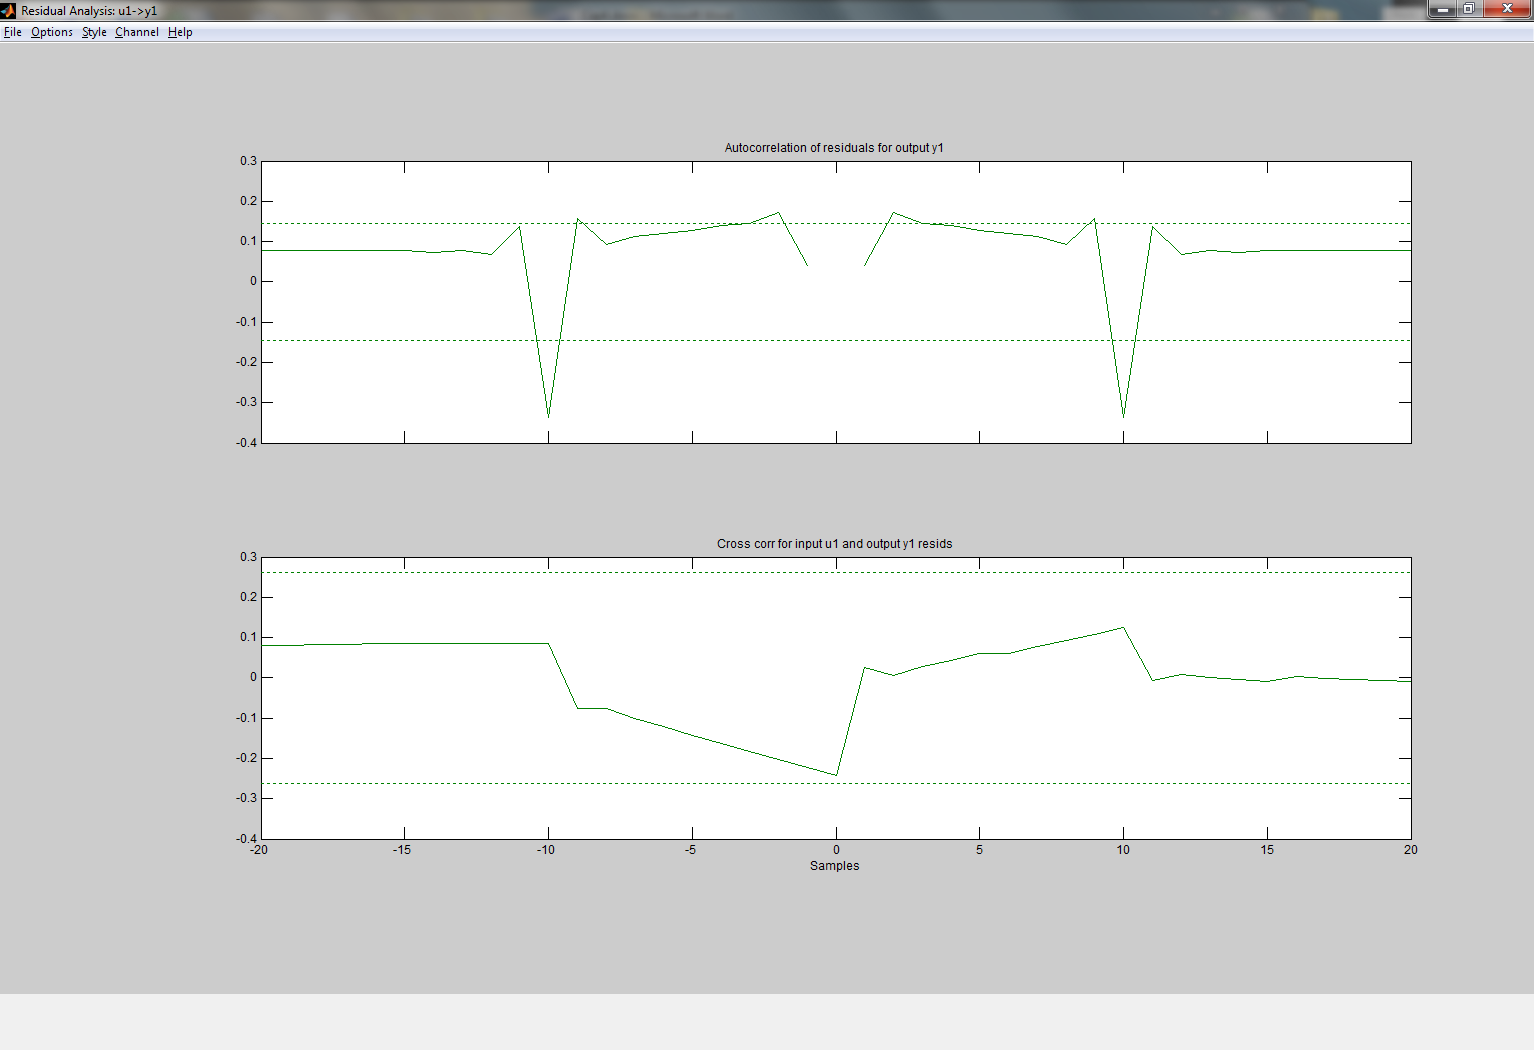 Residual Analysis: u1->y1
File Options Style Channel Help
Autocorrelation of residuals for output y1
0.3
0.2
0.1
0
-0.1
-0.2
-0.3
-0.4
Cross corr for input u1 and output y1 resids
0.3
0.2
0.1
0
-0.1
-0.2
-0.3
-0.4
-20 -15 -10 -5 0 5 10 15 20
Samples